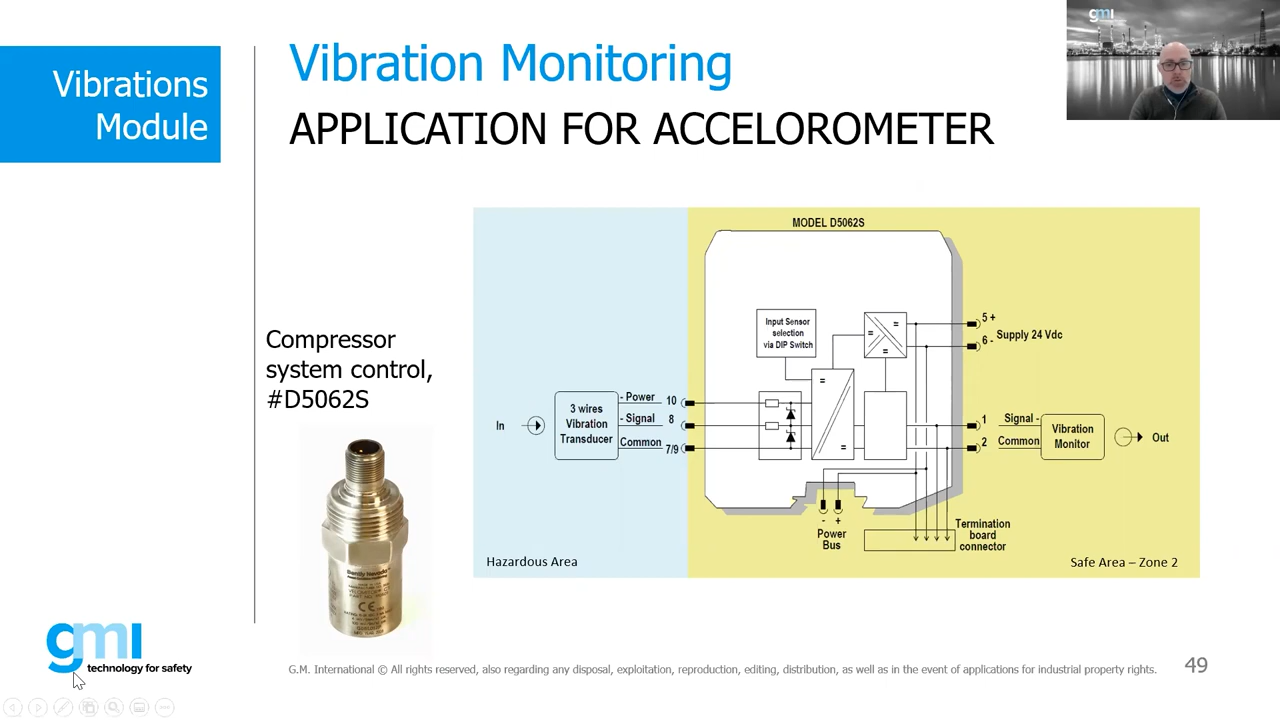 gmi
Vibrations
Module
Vibration Monitoring
APPLICATION FOR ACCELOROMETER
Compressor
system control,
#D5062S
MODEL D5062S
Input Sensor
selection
via DIP Switch
=
=
=
=
=
5 +
6 -
Supply 24 Vdc
In
3 wires
Vibration
Transducer
- Power 10
- Signal 8
Common 7/9
1 Signal -
2 Common
Vibration
Monitor
Out
- +
Power
Bus
Termination
board
connector
Hazardous Area
Safe Area – Zone 2
Bently Nevada
CE
gmi
technology for safety
G.M. International © All rights reserved, also regarding any disposal, exploitation, reproduction, editing, distribution, as well as in the event of applications for industrial property rights.
49